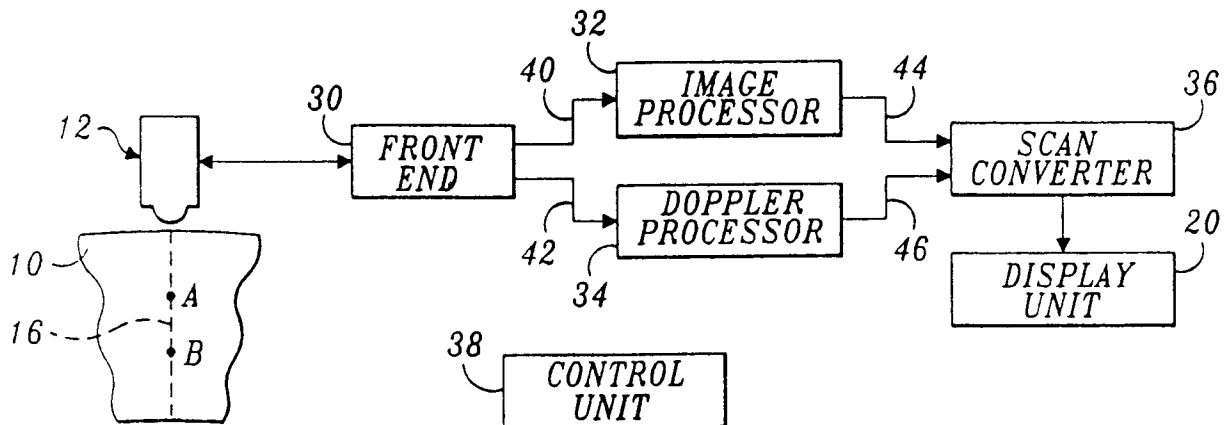 32
40
IMAGE
PROCESSOR
44
36
30
12
FRONT
END
SCAN
CONVERTER
DOPPLER
PROCESSOR
42
34
46
20
10
A
16
B
DISPLAY
UNIT
38
CONTROL
UNIT